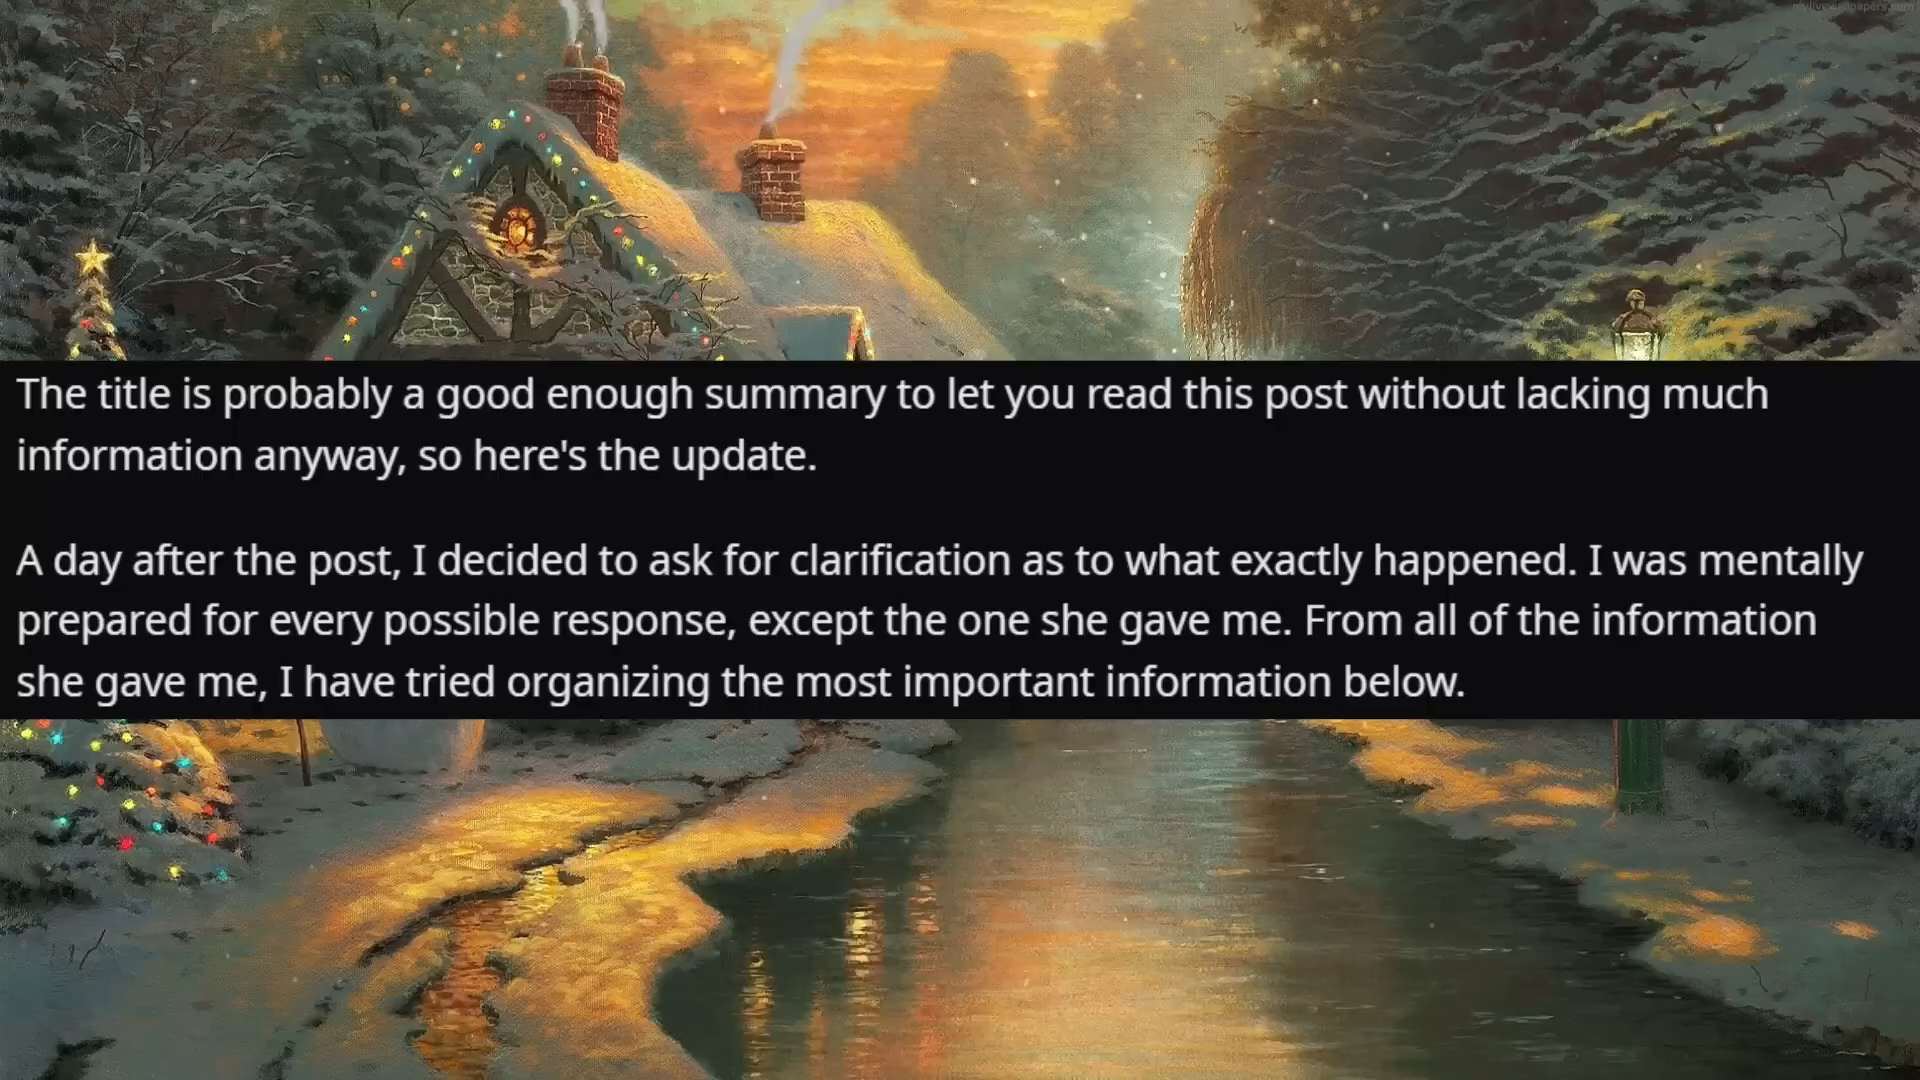 mylivewallpapers.com
The title is probably a good enough summary to let you read this post without lacking much
information anyway, so here's the update.
A day after the post, I decided to ask for clarification as to what exactly happened. I was mentally
prepared for every possible response, except the one she gave me. From all of the information
she gave me, I have tried organizing the most important information below.